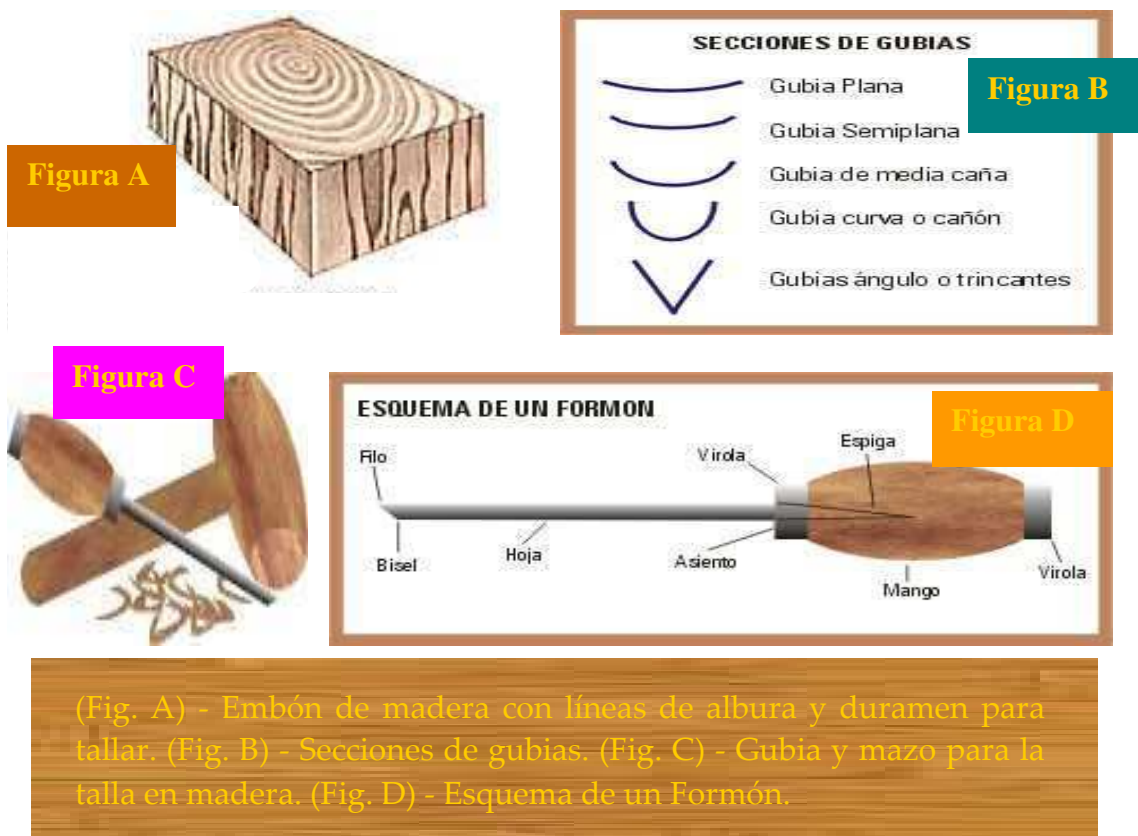 Figura A
SECCIONES DE GUBIAS
Figura B
Gubia Plana
Gubia Semiplana
Gubia de media caña
Gubia curva o cañón
Gubias ángulo o trincantes
Figura C
ESQUEMA DE UN FORMON
Figura D
Filo
Virola
Espiga
Bisel
Hoja
Asiento
Mango
Virola
(Fig. A) - Embón de madera con líneas de albura y duramen para
tallar. (Fig. B) - Secciones de gubias. (Fig. C) - Gubia y mazo para la
talla en madera. (Fig. D) - Esquema de un Formón.